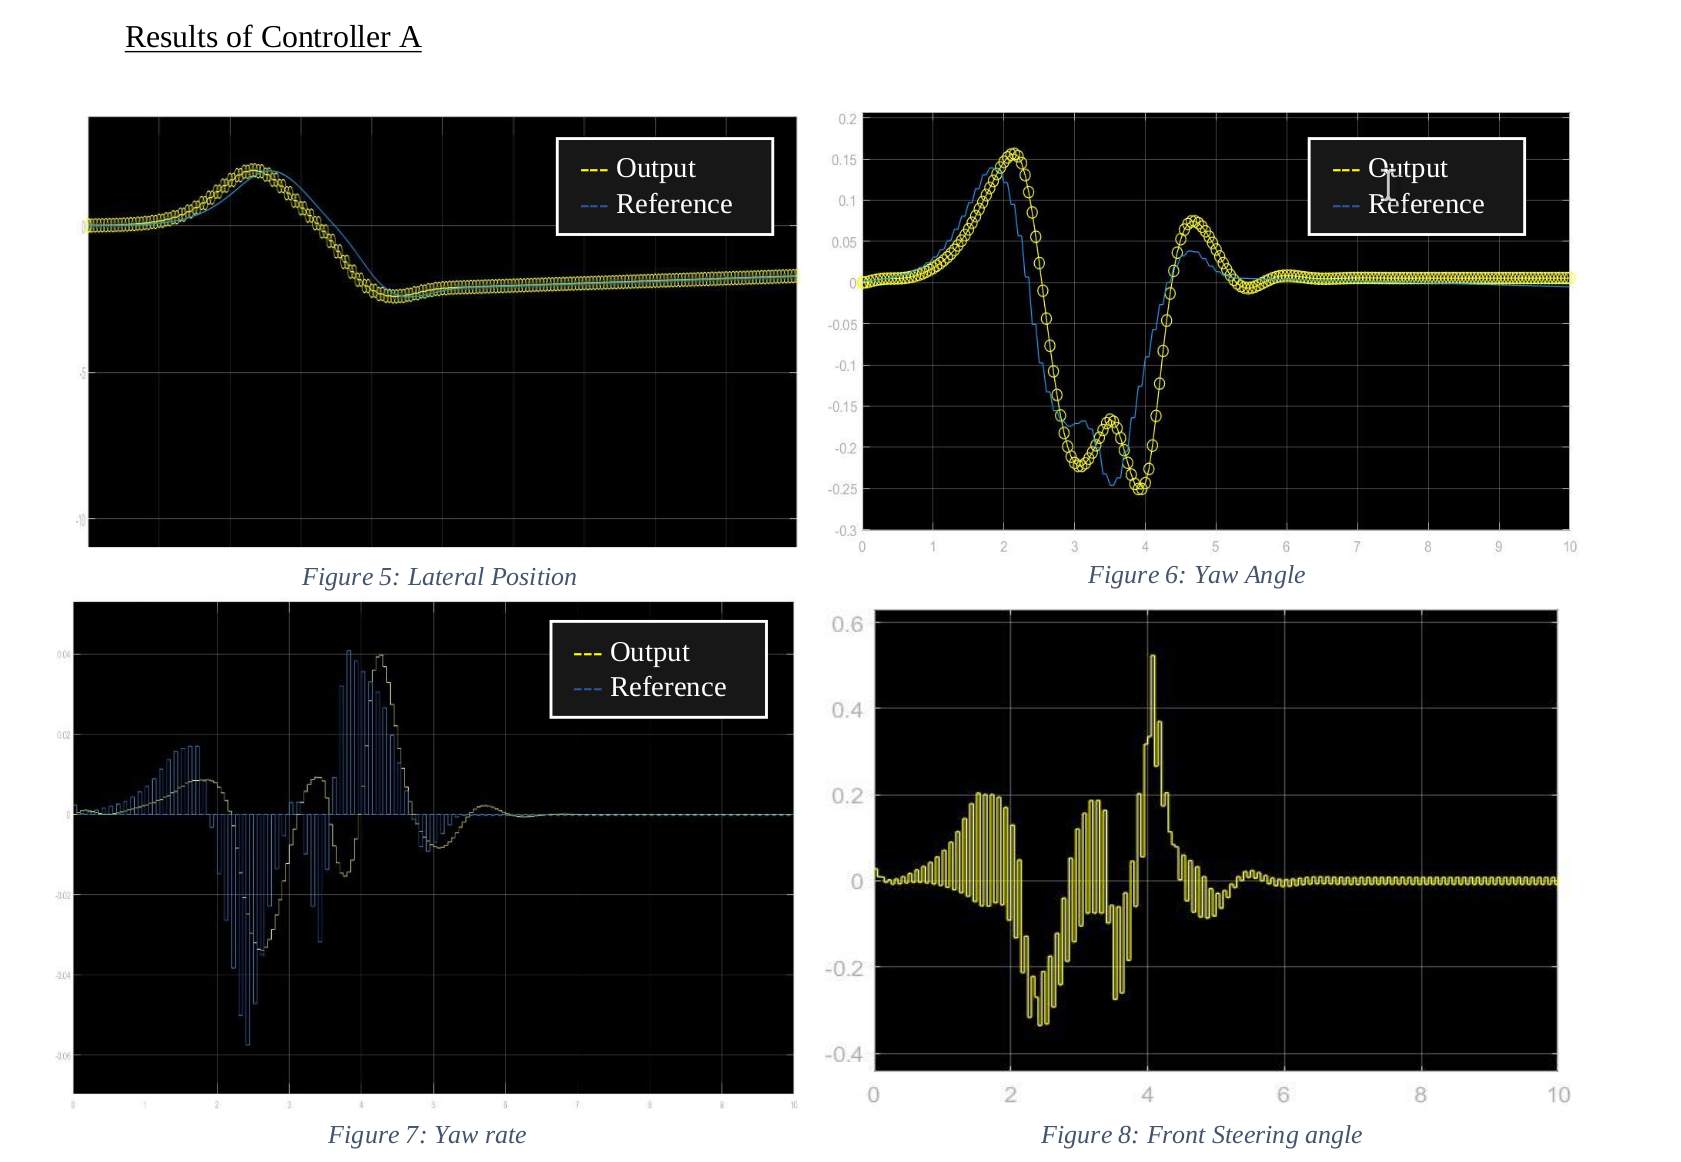 Results of Controller A
Output
Reference
0
-5
-10
Figure 5: Lateral Position
0.2
0.15
0.1
0.05
0
-0.05
-0.1
-0.15
-0.2
-0.25
-0.3
Output
Reference
0 1 2 3 4 5 6 7 8 9 10
Figure 6: Yaw Angle
0.04
0.02
0
-0.02
-0.04
-0.06
Output
Reference
0 1 2 3 4 5 6 7 8 9 10
Figure 7: Yaw rate
0.6
0.4
0.2
0
-0.2
-0.4
0 2 4 6 8 10
Figure 8: Front Steering angle